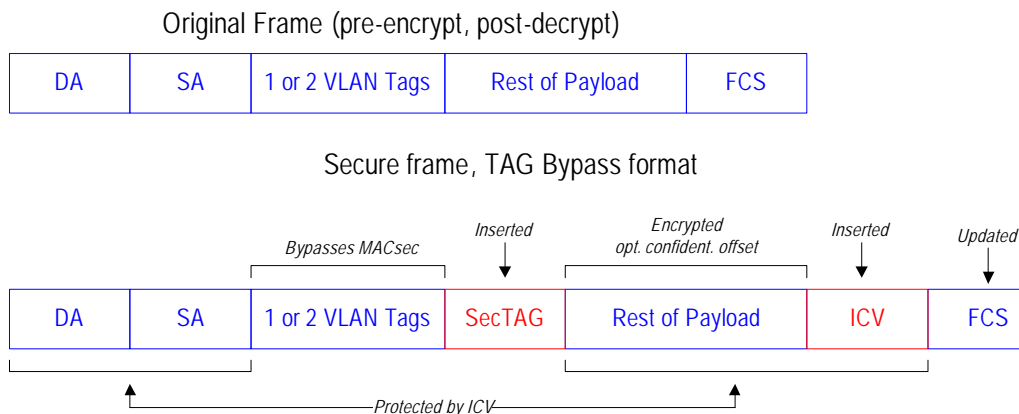 Original Frame (pre-encrypt, post-decrypt)
DA SA 1 or 2 VLAN Tags Rest of Payload FCS
Secure frame, TAG Bypass format
Bypasses MACsec
Inserted
Encrypted
opt. confident. offset
Inserted
Updated
DA SA 1 or 2 VLAN Tags SecTAG Rest of Payload ICV FCS
Protected by ICV